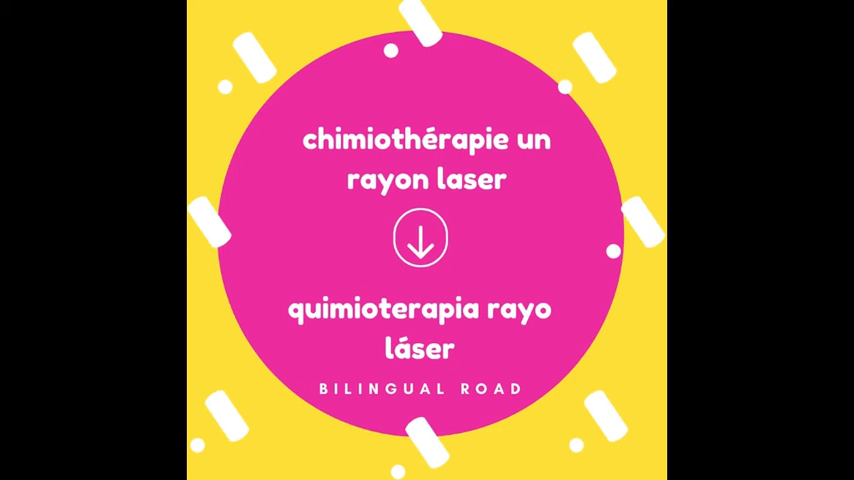 chimiothérapie un
rayon laser
quimioterapia rayo
láser
BILINGUAL ROAD